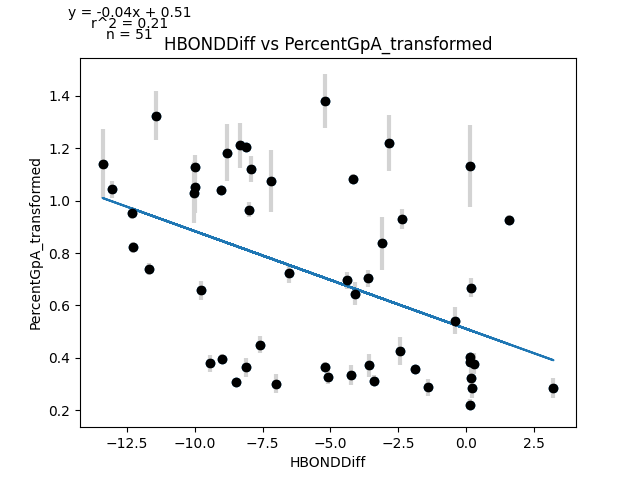 y = -0.04x + 0.51
r^2 = 0.21
n = 51
HBONDDiff vs PercentGpA_transformed
PercentGpA_transformed
1.4
1.2
1.0
0.8
0.6
0.4
0.2
−12.5 −10.0 −7.5 −5.0 −2.5 0.0 2.5
HBONDDiff